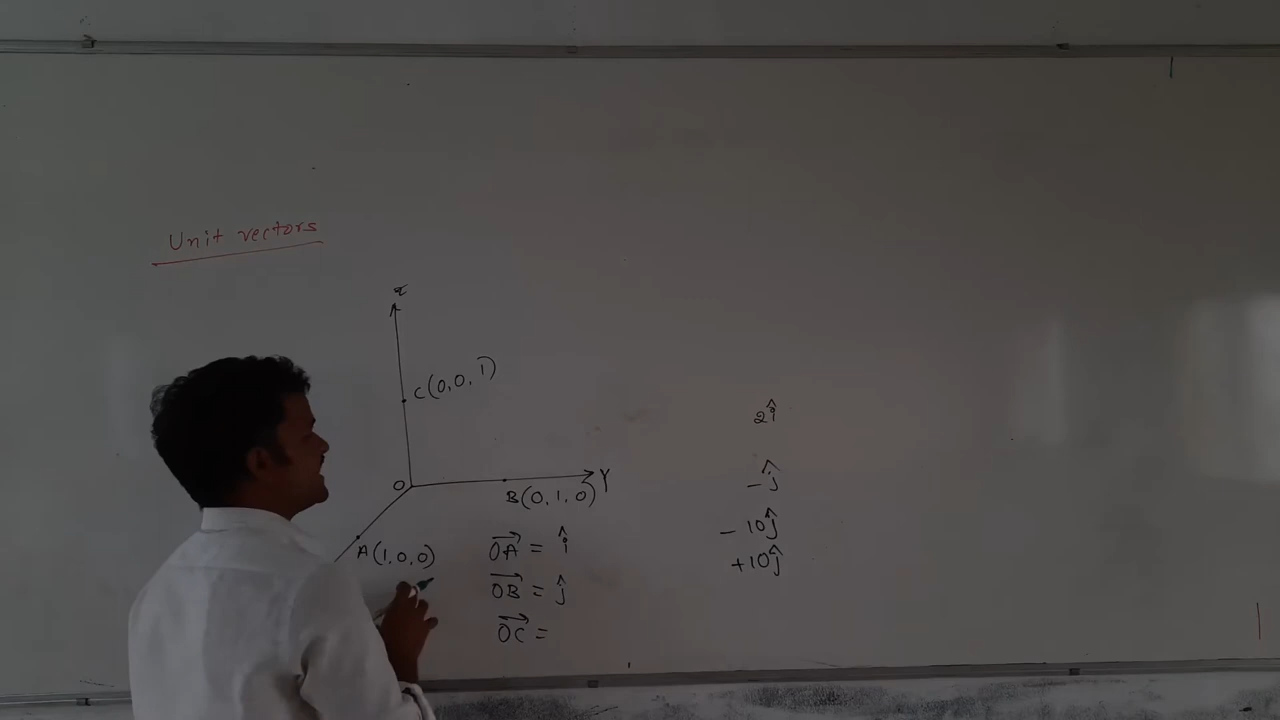 Unit vectors
z
C(0,0,1)
O
Y
B(0,1,0)
A(1,0,0)
OA→ = î
OB→ = ĵ
OC→ =
2î
-ĵ
-10ĵ
+10ĵ